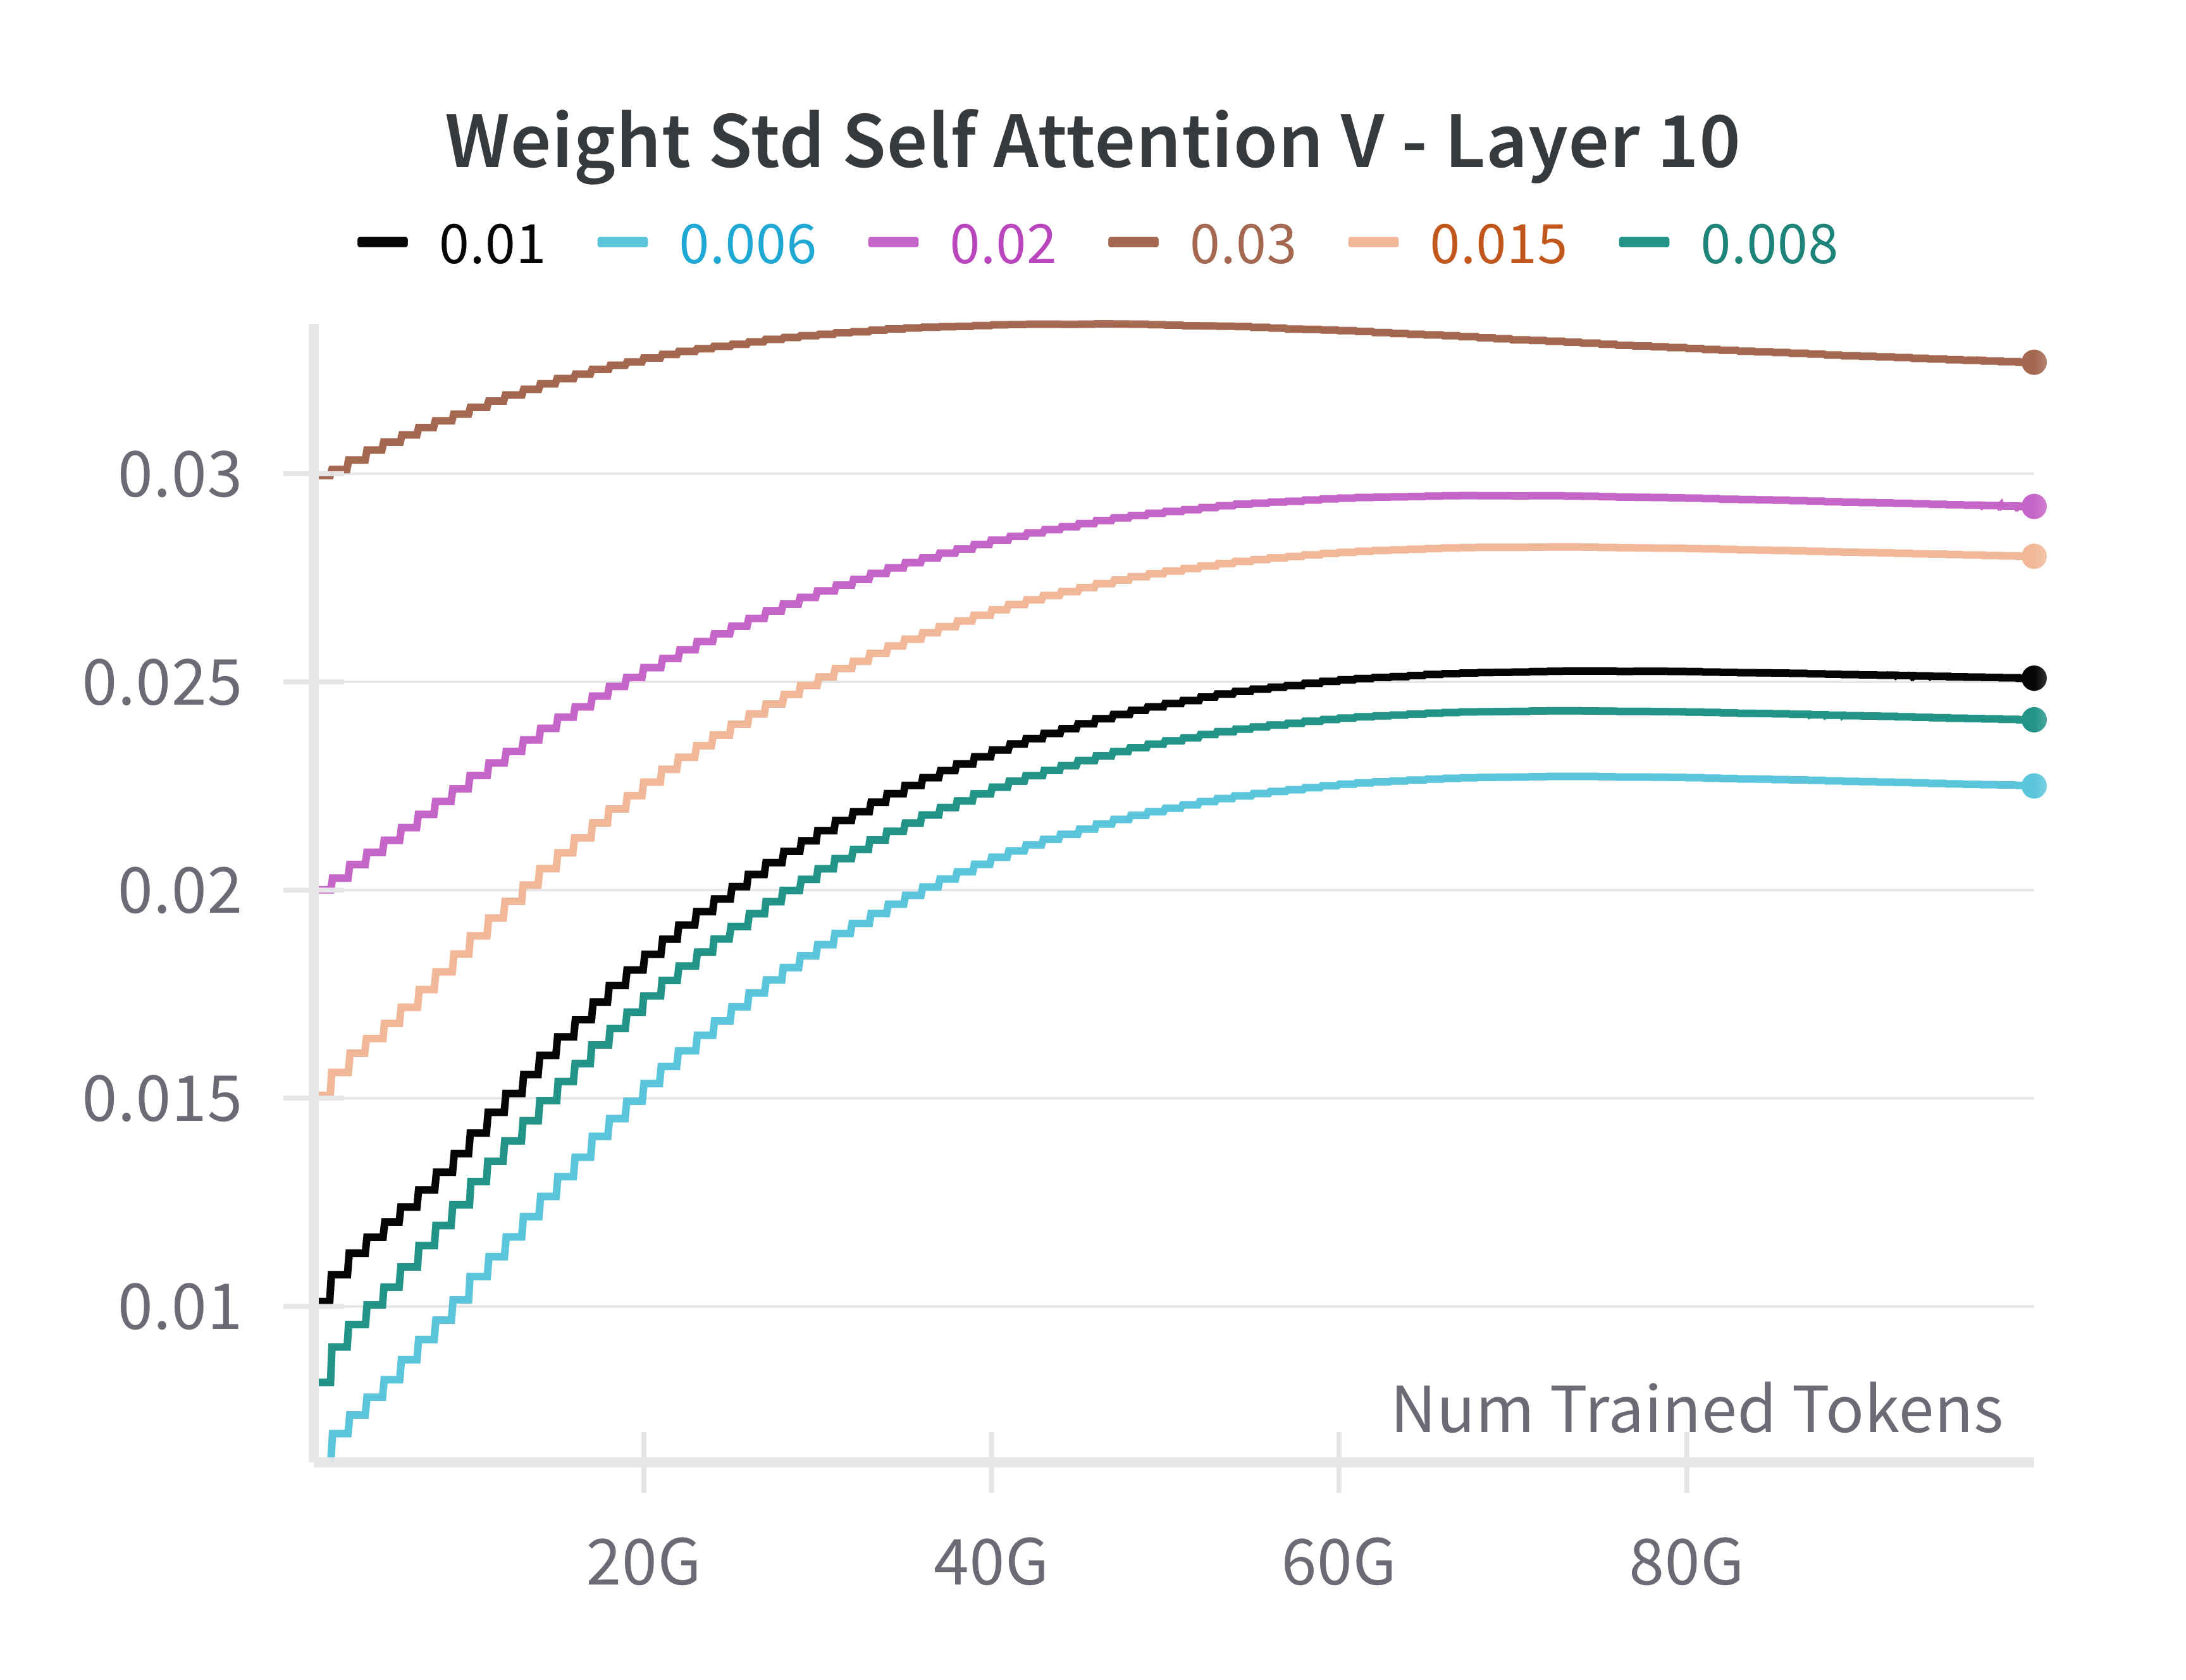 Weight Std Self Attention V - Layer 10
0.01 0.006 0.02 0.03 0.015 0.008
0.03
0.025
0.02
0.015
0.01
Num Trained Tokens
20G 40G 60G 80G